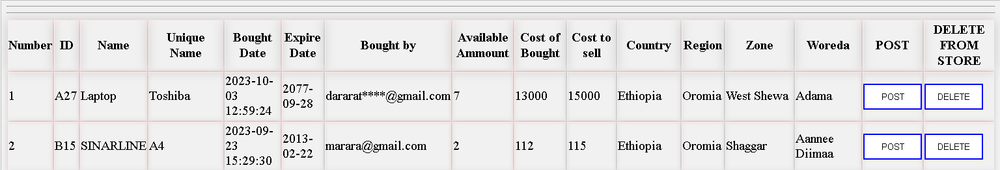 Number ID Name Unique Name Bought Date Expire Date Bought by Available Ammount Cost of Bought Cost to sell Country Region Zone Woreda POST DELETE FROM STORE
1 A27 Laptop Toshiba 2023-10-03 12:59:24 2077-09-28 dararat****@gmail.com 7 13000 15000 Ethiopia Oromia West Shewa Adama POST DELETE
2 B15 SINARLINE A4 2023-09-23 15:29:30 2013-02-22 marara@gmail.com 2 112 115 Ethiopia Oromia Shaggar Aannee Diimaa POST DELETE